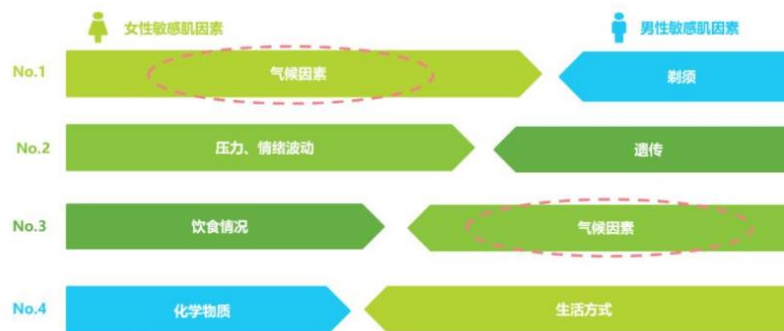 女性敏感肌因素 男性敏感肌因素
No.1 气候因素 剃须
No.2 压力、情绪波动 遗传
No.3 饮食情况 气候因素
No.4 化学物质 生活方式